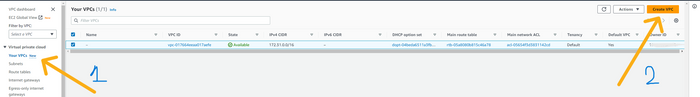 VPC dashboard
EC2 Global View
Filter by VPC:
Select a VPC
Virtual private cloud
Your VPCs New
Subnets
Route tables
Internet gateways
Egress-only internet gateways
Your VPCs (1/1) Info
Actions
Create VPC
Name VPC ID State IPv4 CIDR IPv6 CIDR DHCP option set Main route table Main network ACL Tenancy Default VPC Owner ID
- Available 172.31.0.0/16 - Default Yes
1
2